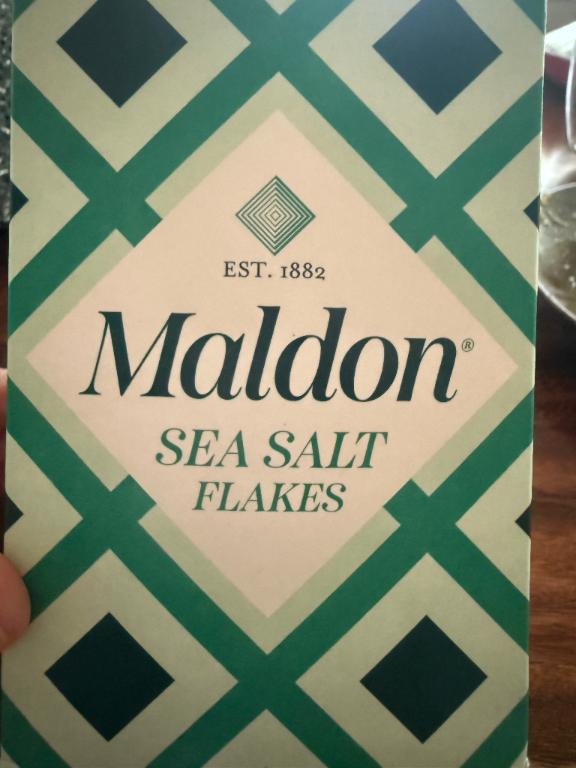 EST. 1882
Maldon®
SEA SALT
FLAKES